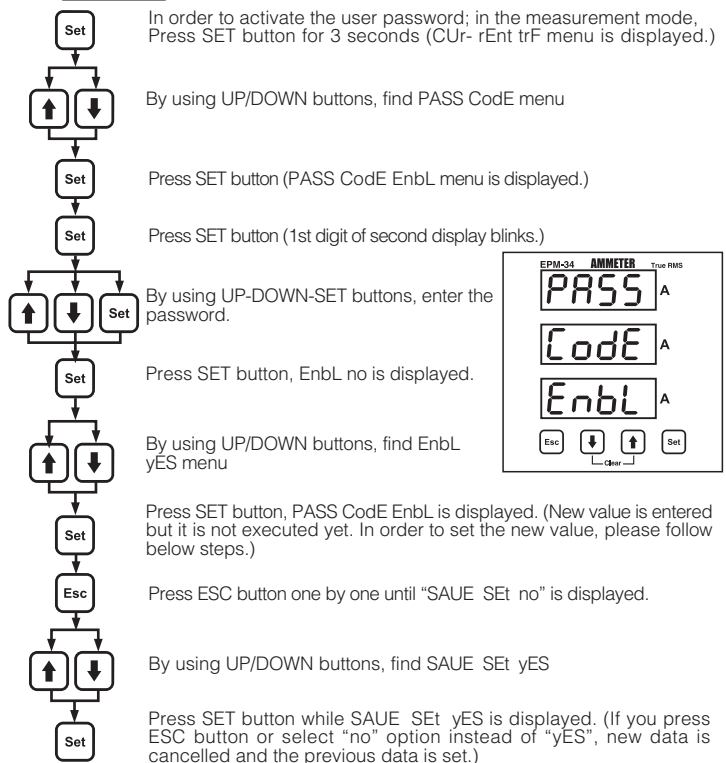 Set
In order to activate the user password; in the measurement mode,
Press SET button for 3 seconds (CUr- rEnt trF menu is displayed.)
By using UP/DOWN buttons, find PASS CodE menu
Set
Press SET button (PASS CodE EnbL menu is displayed.)
Set
Press SET button (1st digit of second display blinks.)
Set
By using UP-DOWN-SET buttons, enter the
password.
Set
Press SET button, EnbL no is displayed.
By using UP/DOWN buttons, find EnbL
yES menu
EPM-34 AMMETER True RMS
PASS A
CodE A
EnbL A
Esc Set
Clear
Set
Press SET button, PASS CodE EnbL is displayed. (New value is entered
but it is not executed yet. In order to set the new value, please follow
below steps.)
Esc
Press ESC button one by one until “SAUE SEt no” is displayed.
By using UP/DOWN buttons, find SAUE SEt yES
Set
Press SET button while SAUE SEt yES is displayed. (If you press
ESC button or select “no” option instead of “yES”, new data is
cancelled and the previous data is set.)